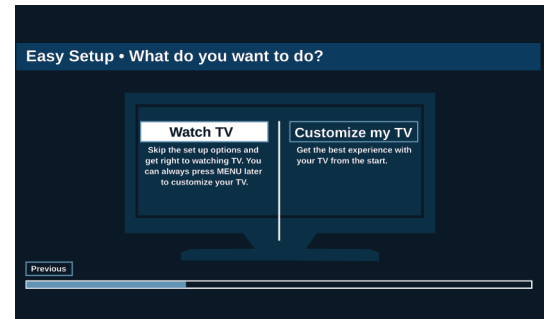 Easy Setup • What do you want to do?
Watch TV
Skip the set up options and
get right to watching TV. You
can always press MENU later
to customize your TV.
Customize my TV
Get the best experience with
your TV from the start.
Previous